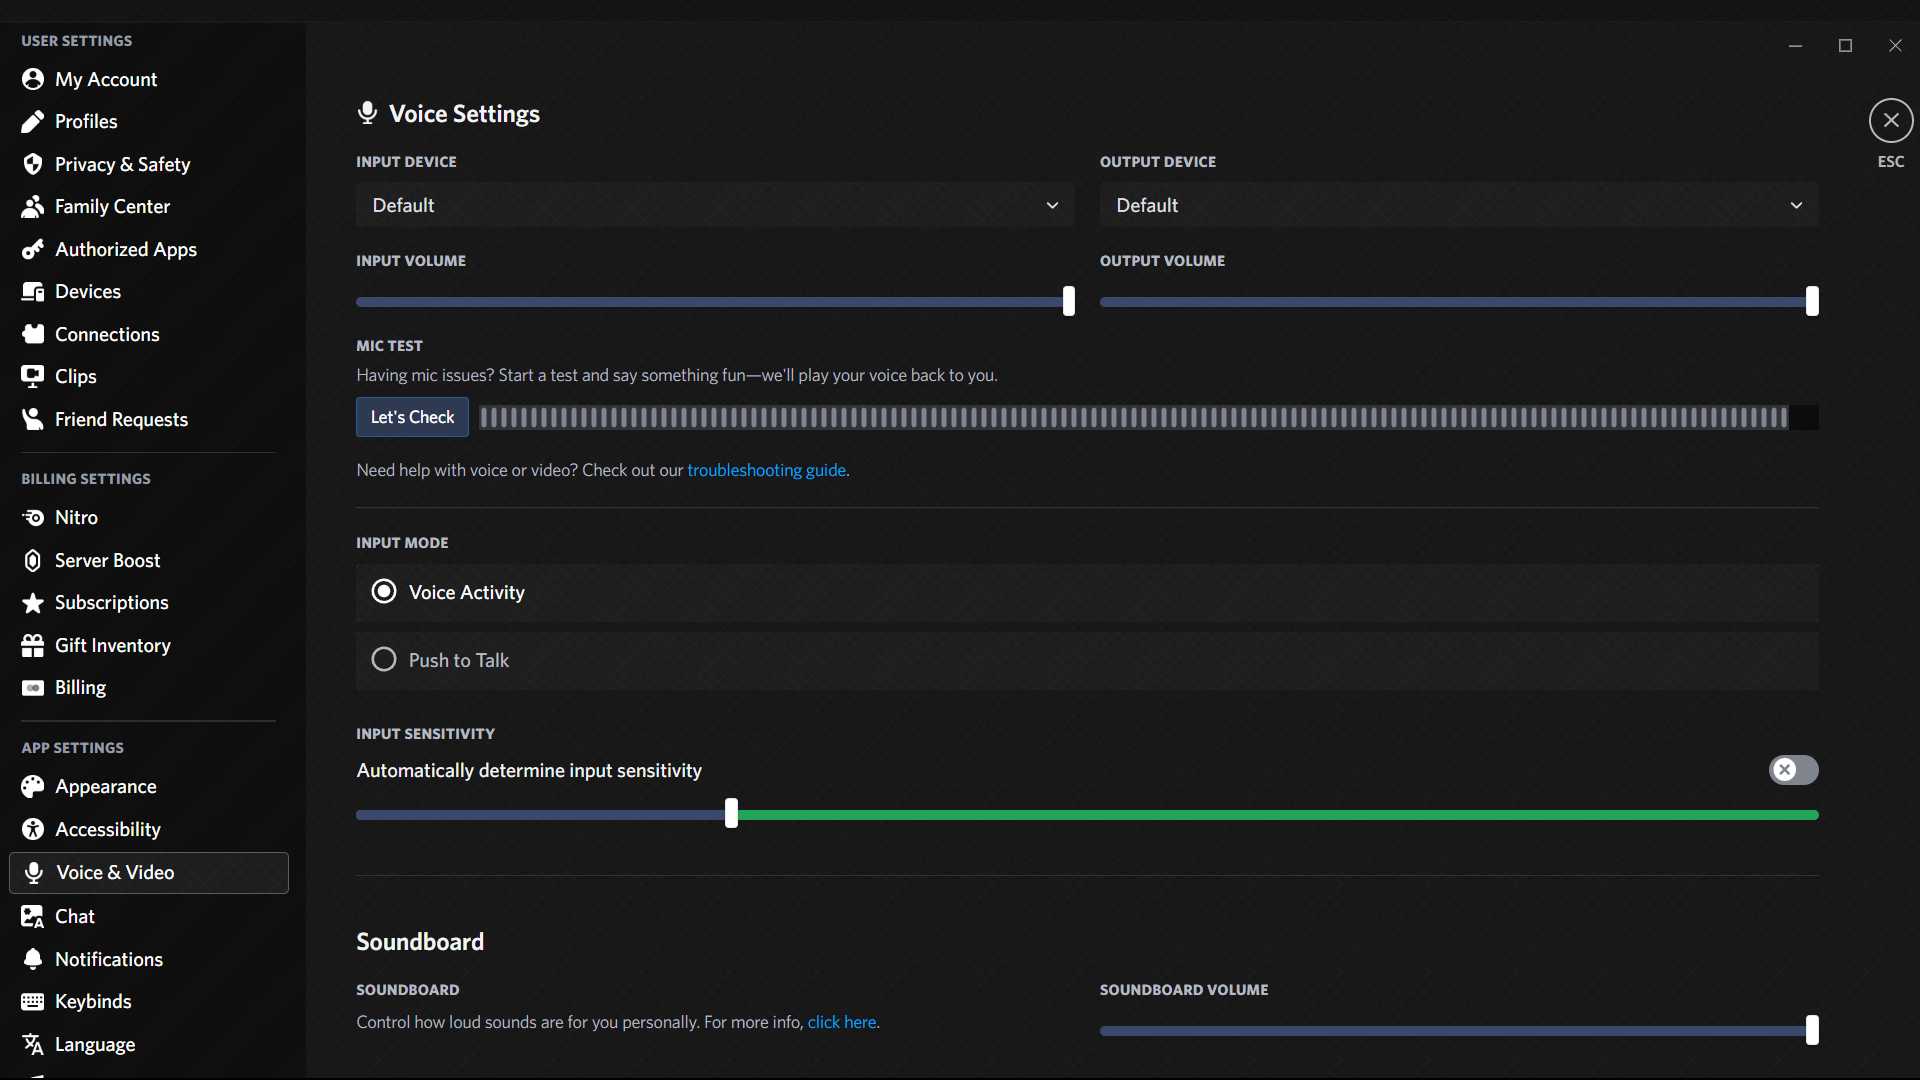 USER SETTINGS
My Account
Profiles
Privacy & Safety
Family Center
Authorized Apps
Devices
Connections
Clips
Friend Requests
BILLING SETTINGS
Nitro
Server Boost
Subscriptions
Gift Inventory
Billing
APP SETTINGS
Appearance
Accessibility
Voice & Video
Chat
Notifications
Keybinds
Language
Voice Settings
ESC
INPUT DEVICE
Default
OUTPUT DEVICE
Default
INPUT VOLUME
OUTPUT VOLUME
MIC TEST
Having mic issues? Start a test and say something fun—we'll play your voice back to you.
Let's Check
Need help with voice or video? Check out our troubleshooting guide.
INPUT MODE
Voice Activity
Push to Talk
INPUT SENSITIVITY
Automatically determine input sensitivity
Soundboard
SOUNDBOARD
Control how loud sounds are for you personally. For more info, click here.
SOUNDBOARD VOLUME